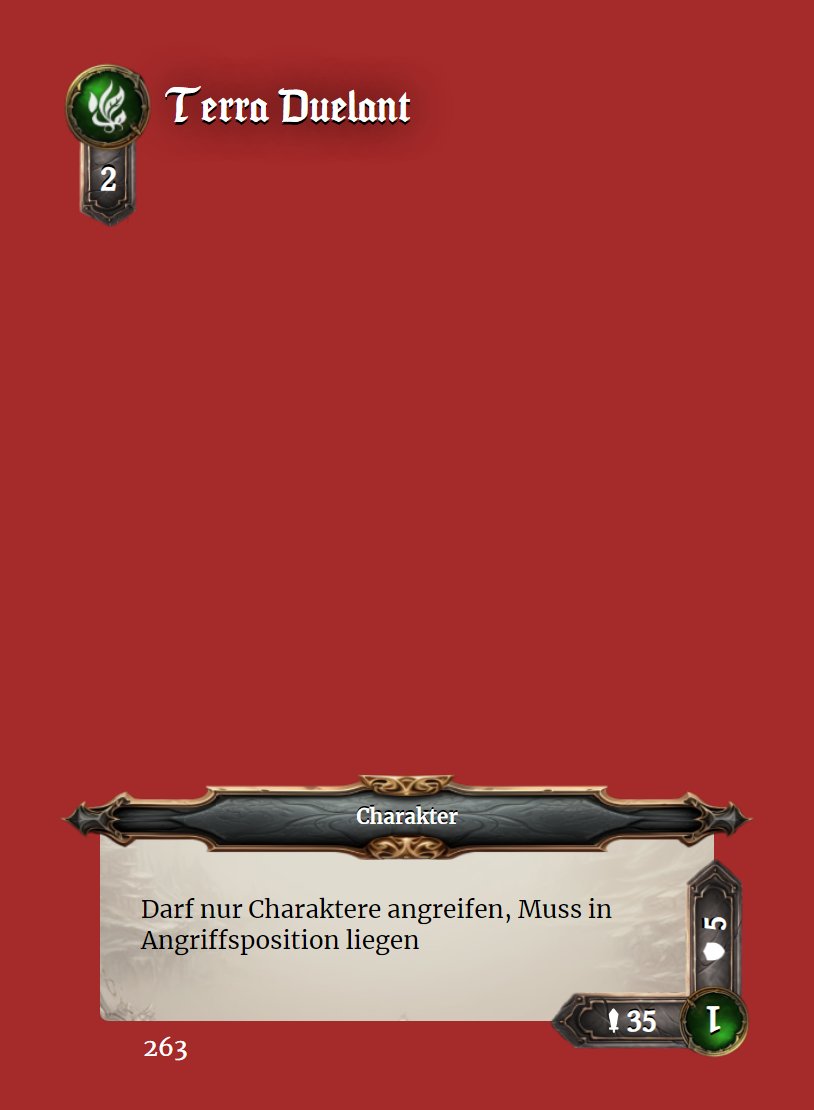 Terra Duelant
2
Charakter
Darf nur Charaktere angreifen, Muss in
Angriffsposition liegen
5
35
1
263